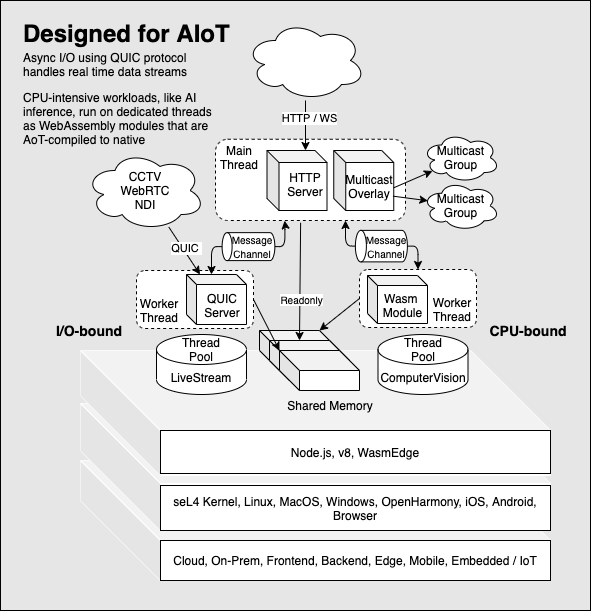 Designed for AIoT
Async I/O using QUIC protocol
handles real time data streams
CPU-intensive workloads, like AI
inference, run on dedicated threads
as WebAssembly modules that are
AoT-compiled to native
HTTP / WS
Main
Thread
HTTP
Server
Multicast
Overlay
Multicast
Group
Multicast
Group
CCTV
WebRTC
NDI
QUIC
Message
Channel
Message
Channel
Worker
Thread
QUIC
Server
Readonly
Wasm
Module
Worker
Thread
I/O-bound
CPU-bound
Thread
Pool
LiveStream
Thread
Pool
ComputerVision
Shared Memory
Node.js, v8, WasmEdge
seL4 Kernel, Linux, MacOS, Windows, OpenHarmony, iOS, Android,
Browser
Cloud, On-Prem, Frontend, Backend, Edge, Mobile, Embedded / IoT